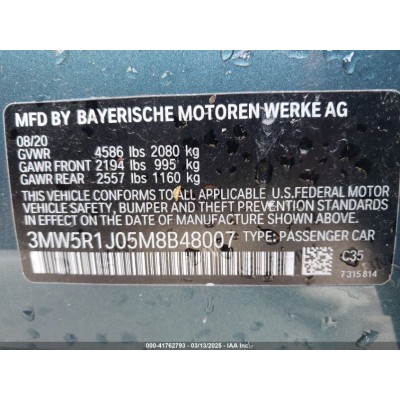 MFD BY BAYERISCHE MOTOREN WERKE AG
08/20
GVWR 4586 lbs 2080 kg
GAWR FRONT 2194 lbs 995 kg
GAWR REAR 2557 lbs 1160 kg
THIS VEHICLE CONFORMS TO ALL APPLICABLE U.S.FEDERAL MOTOR
VEHICLE SAFETY, BUMPER, AND THEFT PREVENTION
STANDARDS IN EFFECT ON THE
DATE OF MANUFACTURE SHOWN ABOVE.
3MW5R1J05M8B48007 TYPE: PASSENGER CAR
C35
7315814
000-41762793 - 03/13/2025 - IAA Inc